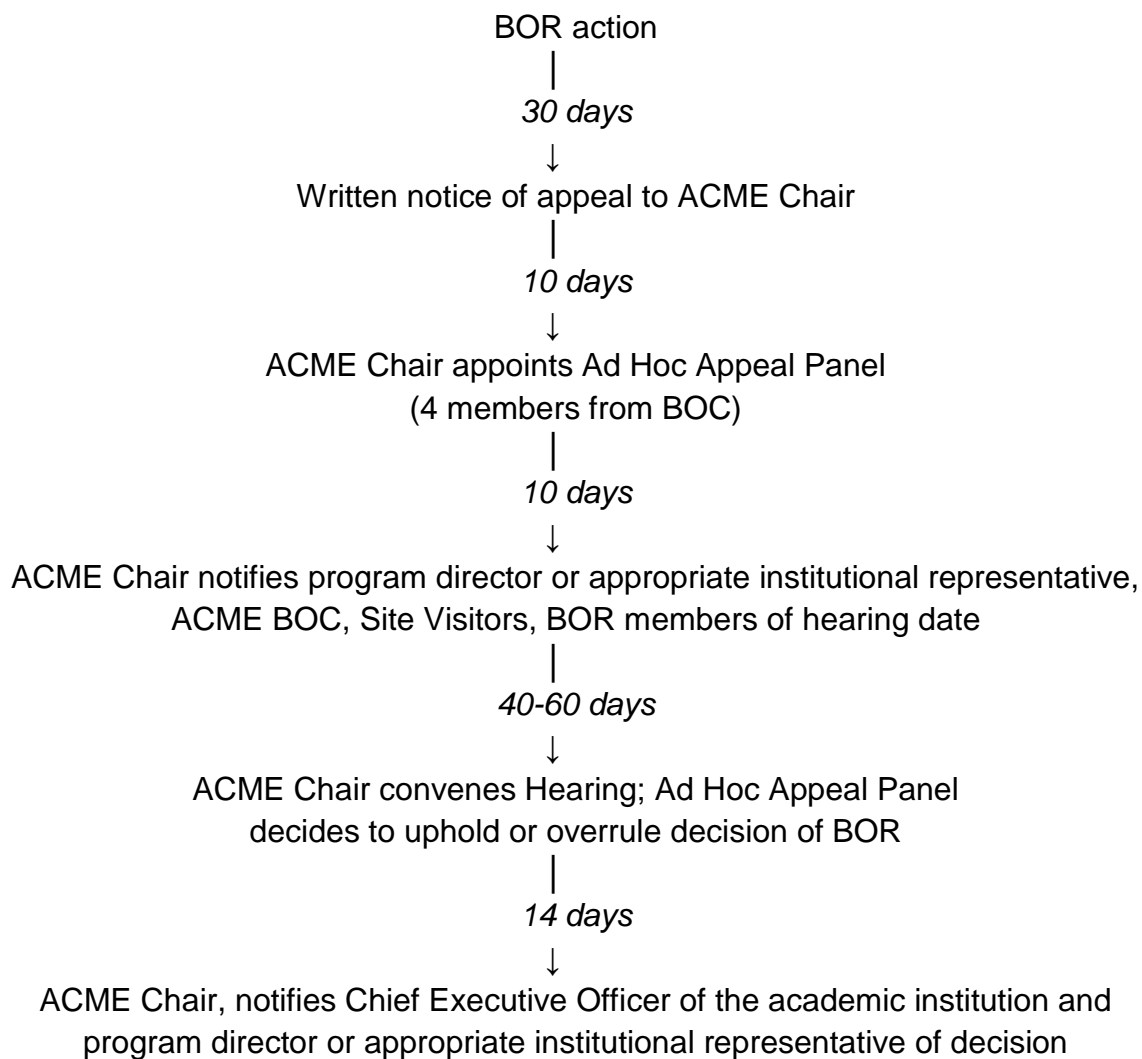 BOR action
30 days
Written notice of appeal to ACME Chair
10 days
ACME Chair appoints Ad Hoc Appeal Panel
(4 members from BOC)
10 days
ACME Chair notifies program director or appropriate institutional representative,
ACME BOC, Site Visitors, BOR members of hearing date
40-60 days
ACME Chair convenes Hearing; Ad Hoc Appeal Panel
decides to uphold or overrule decision of BOR
14 days
ACME Chair, notifies Chief Executive Officer of the academic institution and
program director or appropriate institutional representative of decision